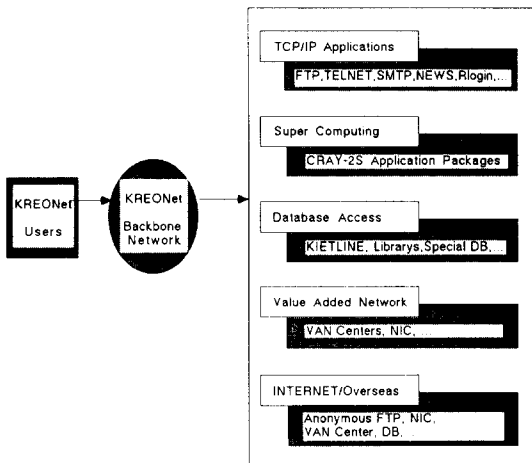 KREONet
Users
KREONet
Backbone
Network
TCP/IP Applications
FTP,TELNET,SMTP,NEWS,Rlogin,...
Super Computing
CRAY-2S Application Packages
Database Access
KIETLINE, Librarys,Special DB,...
Value Added Network
VAN Centers, NIC, ...
INTERNET/Overseas
Anonymous FTP, NIC,
VAN Center, DB,...